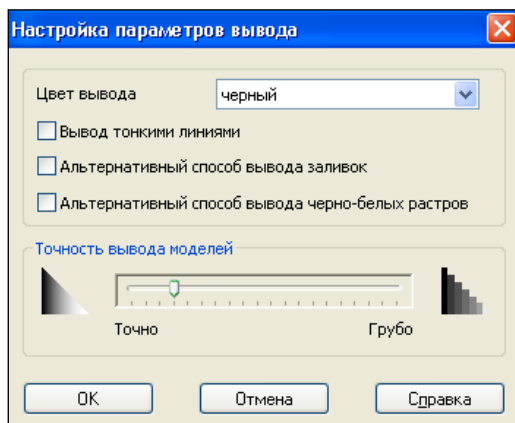 Настройка параметров вывода
Цвет вывода черный
Вывод тонкими линиями
Альтернативный способ вывода заливок
Альтернативный способ вывода черно-белых растров
Точность вывода моделей
Точно Грубо
OK Отмена Справка